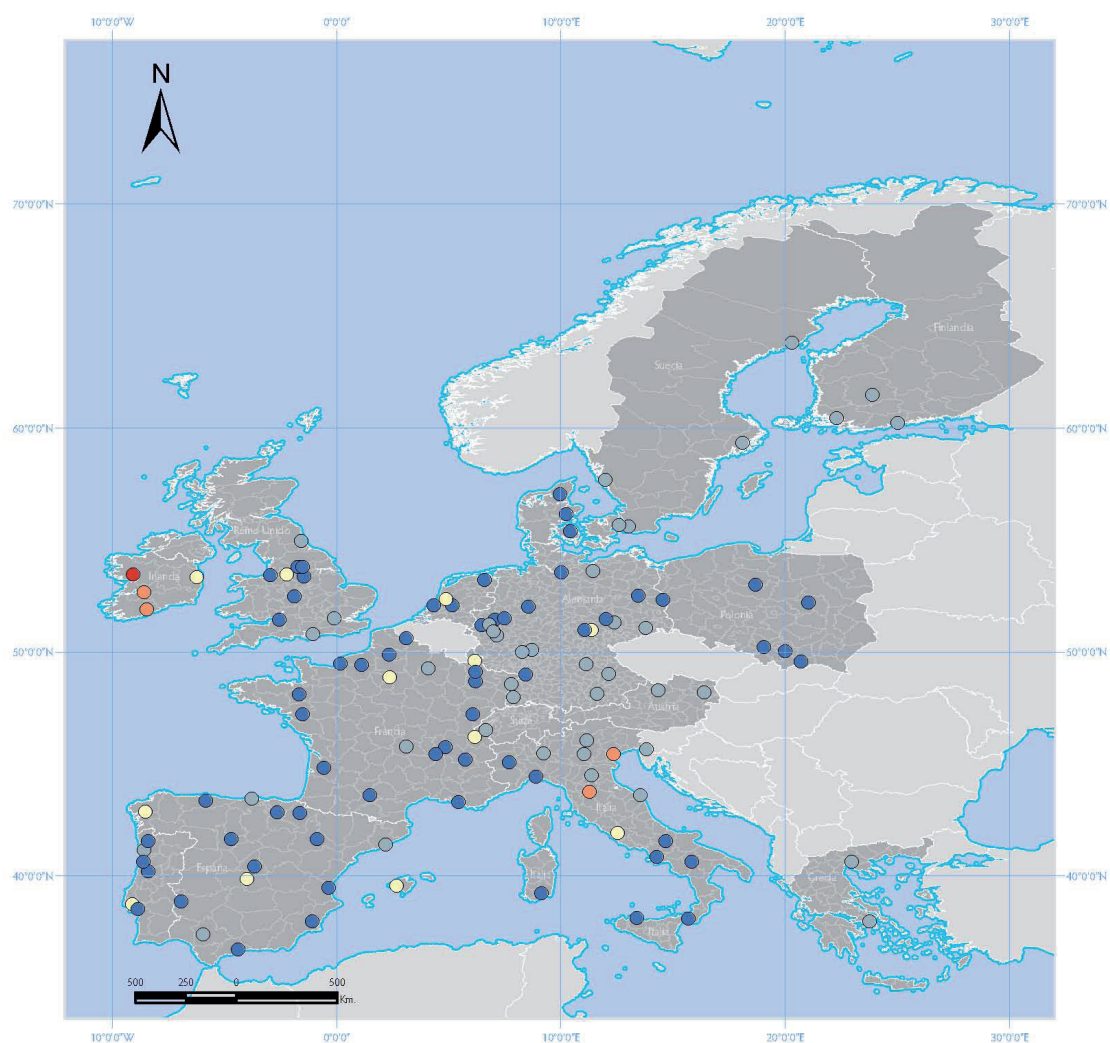 10°0'0"W 0°0'0"E 10°0'0"E 20°0'0"E 30°0'0"E
N
70°0'0"N 70°0'0"N
Finlandia
Suecia
60°0'0"N 60°0'0"N
Reino Unido
Irlanda
Alemania
Polonia
50°0'0"N 50°0'0"N
Austria
Suiza
Francia
Italia
España
Italia
Grecia
40°0'0"N 40°0'0"N
Italia
500 250 0 500
Km.
10°0'0"W 0°0'0"E 10°0'0"E 20°0'0"E 30°0'0"E